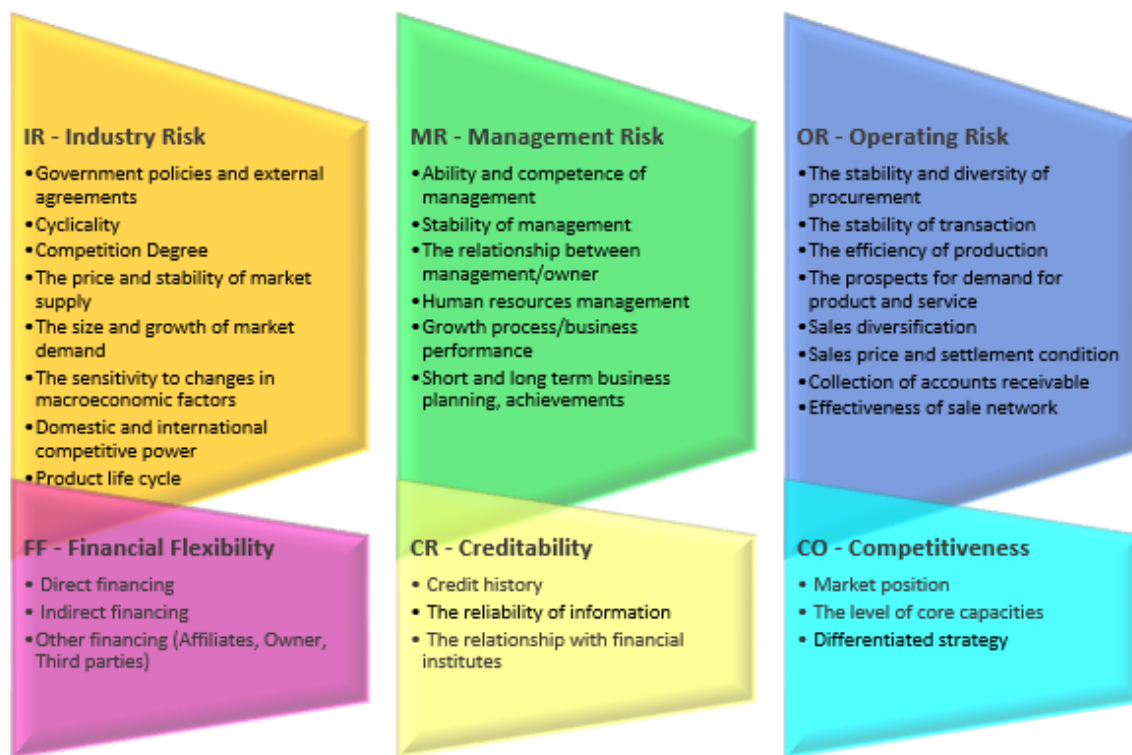 IR - Industry Risk
•Government policies and external
agreements
•Cyclicality
•Competition Degree
•The price and stability of market
supply
•The size and growth of market
demand
•The sensitivity to changes in
macroeconomic factors
•Domestic and international
competitive power
•Product life cycle
MR - Management Risk
•Ability and competence of
management
•Stability of management
•The relationship between
management/owner
•Human resources management
•Growth process/business
performance
•Short and long term business
planning, achievements
OR - Operating Risk
•The stability and diversity of
procurement
•The stability of transaction
•The efficiency of production
•The prospects for demand for
product and service
•Sales diversification
•Sales price and settlement condition
•Collection of accounts receivable
•Effectiveness of sale network
FF - Financial Flexibility
• Direct financing
• Indirect financing
•Other financing (Affiliates, Owner,
Third parties)
CR - Creditability
• Credit history
• The reliability of information
• The relationship with financial
institutes
CO - Competitiveness
• Market position
• The level of core capacities
• Differentiated strategy